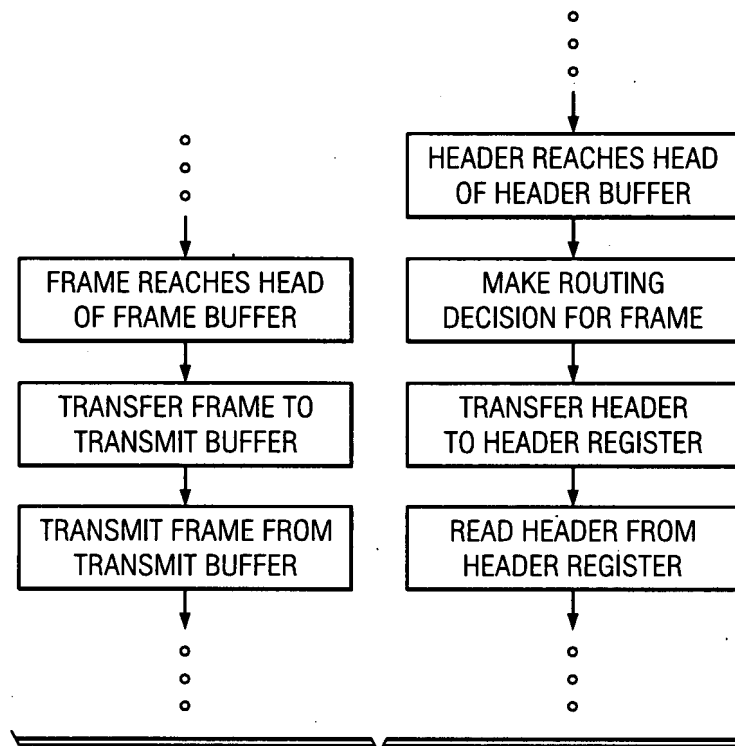 FRAME REACHES HEAD
OF FRAME BUFFER
TRANSFER FRAME TO
TRANSMIT BUFFER
TRANSMIT FRAME FROM
TRANSMIT BUFFER
HEADER REACHES HEAD
OF HEADER BUFFER
MAKE ROUTING
DECISION FOR FRAME
TRANSFER HEADER
TO HEADER REGISTER
READ HEADER FROM
HEADER REGISTER